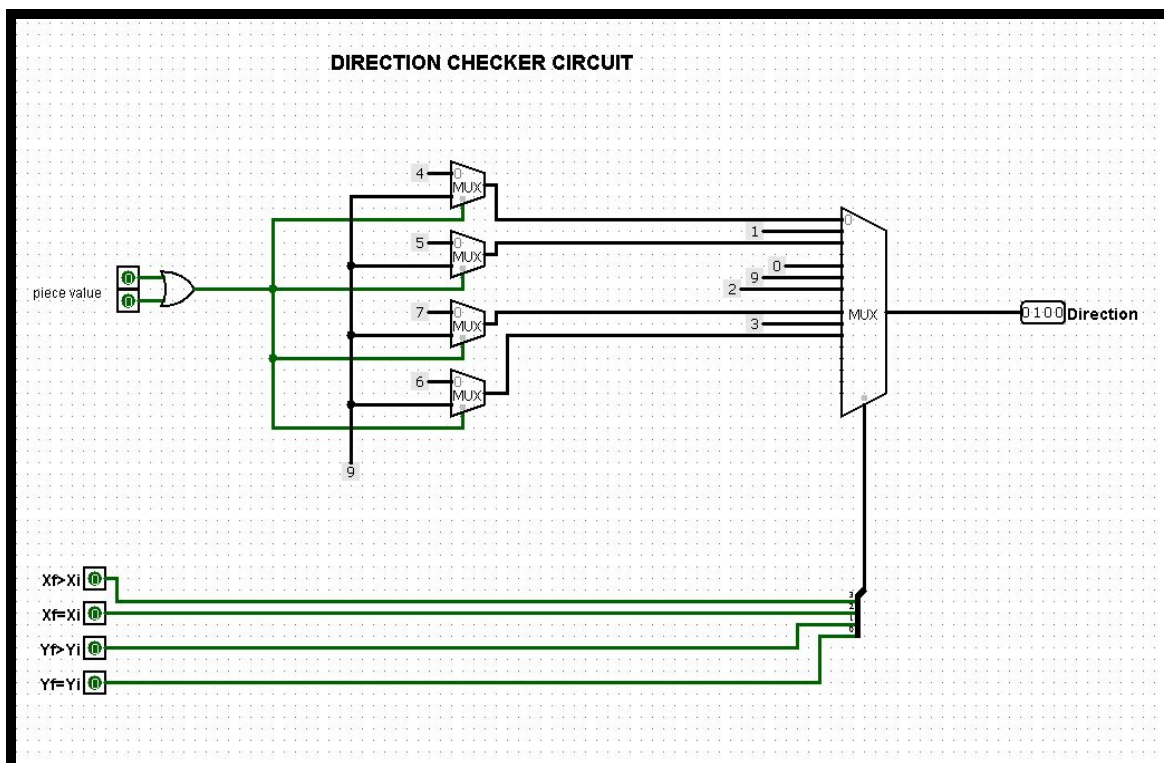 DIRECTION CHECKER CIRCUIT
4
0
MUX
5
0
MUX
7
0
MUX
6
0
MUX
9
piece value
0
1
0
9
2
3
MUX
0100 Direction
Xf>Xi
Xf=Xi
Yf>Yi
Yf=Yi
3
2
1
0